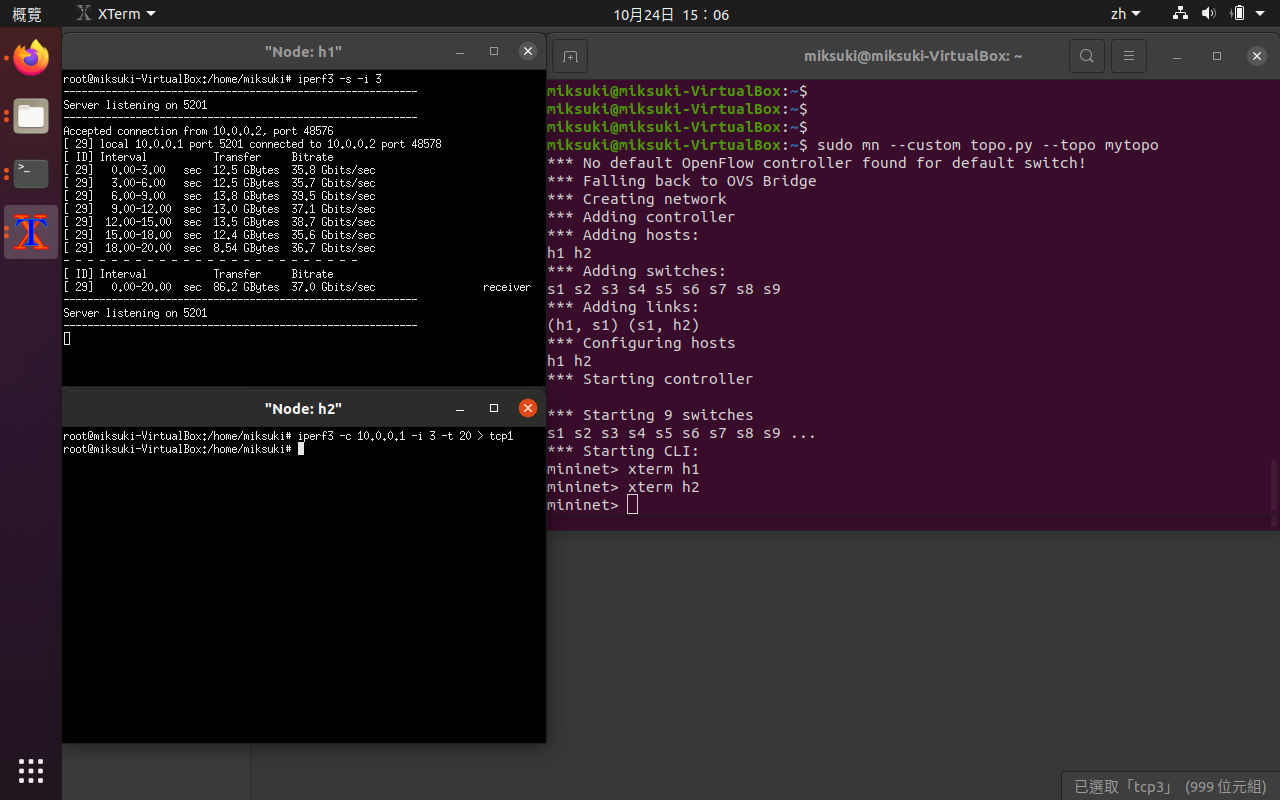 概覽
XTerm
10月24日 15：06
zh
"Node: h1"
root@miksuki-VirtualBox:/home/miksuki# iperf3 -s -i 3
-----------------------------------------------------------
Server listening on 5201
-----------------------------------------------------------
Accepted connection from 10.0.0.2, port 48576
[ 29] local 10.0.0.1 port 5201 connected to 10.0.0.2 port 48578
[ ID] Interval           Transfer     Bitrate
[ 29]   0.00-3.00   sec  12.5 GBytes  35.8 Gbits/sec
[ 29]   3.00-6.00   sec  12.5 GBytes  35.7 Gbits/sec
[ 29]   6.00-9.00   sec  13.8 GBytes  39.5 Gbits/sec
[ 29]   9.00-12.00  sec  13.0 GBytes  37.1 Gbits/sec
[ 29]  12.00-15.00  sec  13.5 GBytes  38.7 Gbits/sec
[ 29]  15.00-18.00  sec  12.4 GBytes  35.6 Gbits/sec
[ 29]  18.00-20.00  sec  8.54 GBytes  36.7 Gbits/sec
- - - - - - - - - - - - - - - - - - - - - - - - -
[ ID] Interval           Transfer     Bitrate
[ 29]   0.00-20.00  sec  86.2 GBytes  37.0 Gbits/sec                  receiver
-----------------------------------------------------------
Server listening on 5201
-----------------------------------------------------------
"Node: h2"
root@miksuki-VirtualBox:/home/miksuki# iperf3 -c 10.0.0.1 -i 3 -t 20 > tcp1
root@miksuki-VirtualBox:/home/miksuki#
miksuki@miksuki-VirtualBox: ~
miksuki@miksuki-VirtualBox:~$
miksuki@miksuki-VirtualBox:~$
miksuki@miksuki-VirtualBox:~$
miksuki@miksuki-VirtualBox:~$ sudo mn --custom topo.py --topo mytopo
*** No default OpenFlow controller found for default switch!
*** Falling back to OVS Bridge
*** Creating network
*** Adding controller
*** Adding hosts:
h1 h2
*** Adding switches:
s1 s2 s3 s4 s5 s6 s7 s8 s9
*** Adding links:
(h1, s1) (s1, h2)
*** Configuring hosts
h1 h2
*** Starting controller
*** Starting 9 switches
s1 s2 s3 s4 s5 s6 s7 s8 s9 ...
*** Starting CLI:
mininet> xterm h1
mininet> xterm h2
mininet>
已選取「tcp3」 (999 位元組)